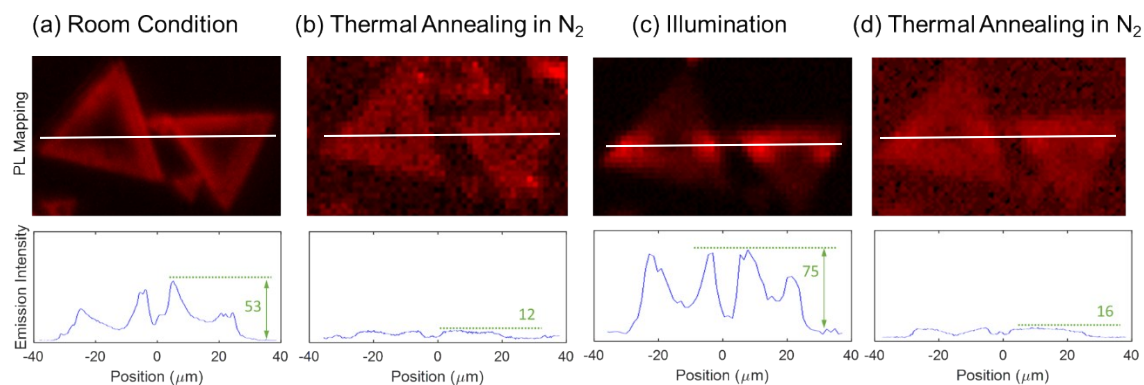 (a) Room Condition
(b) Thermal Annealing in N₂
(c) Illumination
(d) Thermal Annealing in N₂
PL Mapping
Emission Intensity
53
12
75
16
-40 -20 0 20 40
-40 -20 0 20 40
-40 -20 0 20 40
-40 -20 0 20 40
Position (μm)
Position (μm)
Position (μm)
Position (μm)